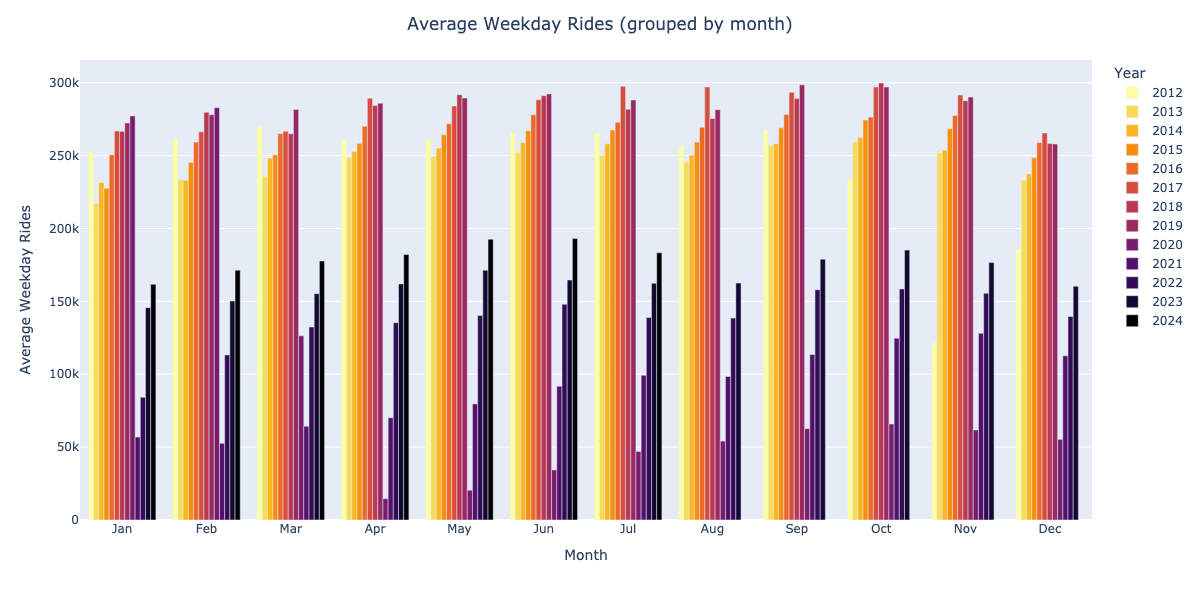 Average Weekday Rides (grouped by month)
Average Weekday Rides
300k
250k
200k
150k
100k
50k
0
Jan Feb Mar Apr May Jun Jul Aug Sep Oct Nov Dec
Month
Year
2012
2013
2014
2015
2016
2017
2018
2019
2020
2021
2022
2023
2024